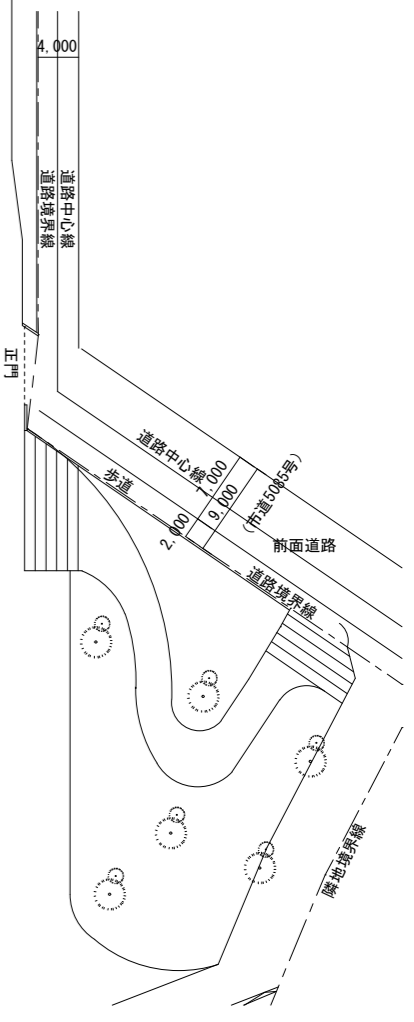 4,000
道路中心線
道路境界線
正門
道路中心線
7,000
9,000
2,000
(市道5085号)
歩道
前面道路
道路境界線
隣地境界線